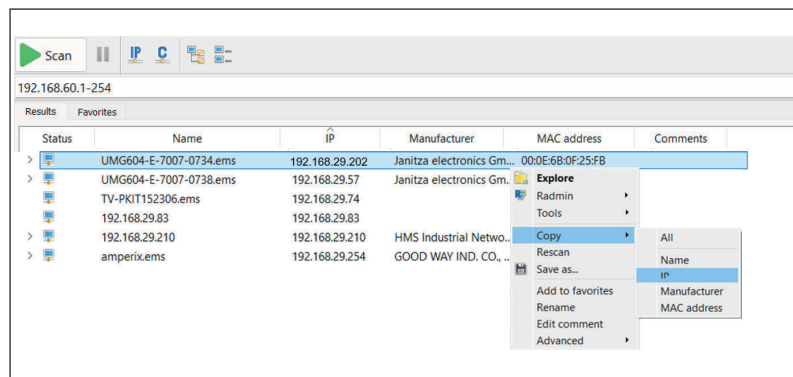 Scan IP C
192.168.60.1-254
Results Favorites
Status Name IP Manufacturer MAC address Comments
UMG604-E-7007-0734.ems 192.168.29.202 Janitza electronics Gm... 00:0E:6B:0F:25:FB
UMG604-E-7007-0738.ems 192.168.29.57 Janitza electronics Gm.
TV-PKIT152306.ems 192.168.29.74
192.168.29.83 192.168.29.83
192.168.29.210 192.168.29.210 HMS Industrial Netwo..
amperix.ems 192.168.29.254 GOOD WAY IND. CO., ..
Explore
Radmin
Tools
Copy
Rescan
Save as...
Add to favorites
Rename
Edit comment
Advanced
All
Name
IP
Manufacturer
MAC address